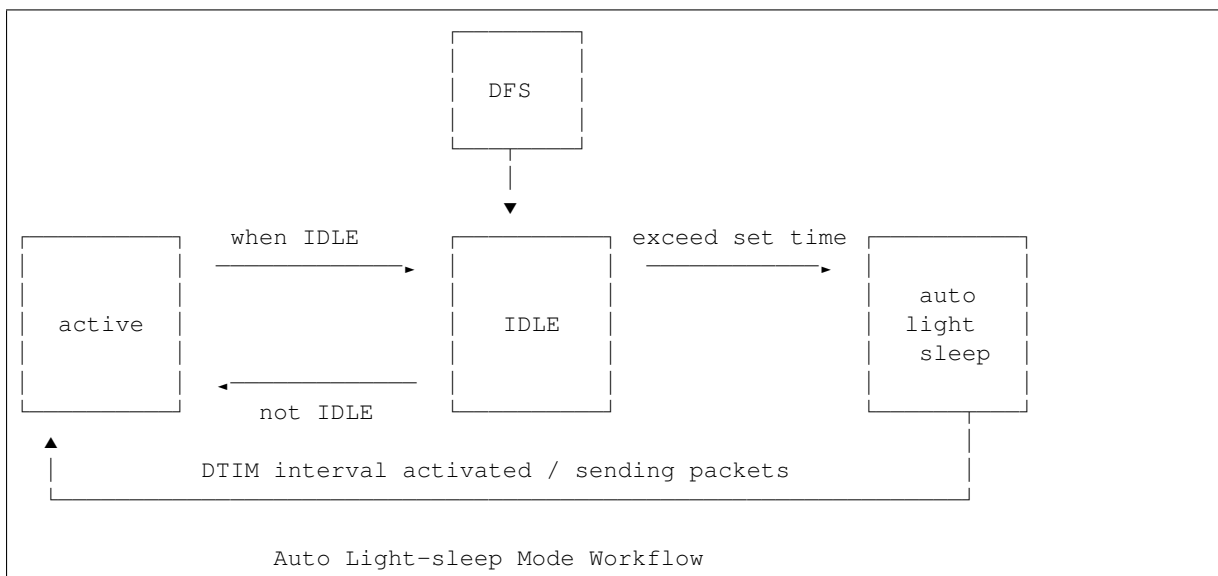 DFS
when IDLE
exceed set time
active
IDLE
auto
light
sleep
not IDLE
DTIM interval activated / sending packets
Auto Light-sleep Mode Workflow